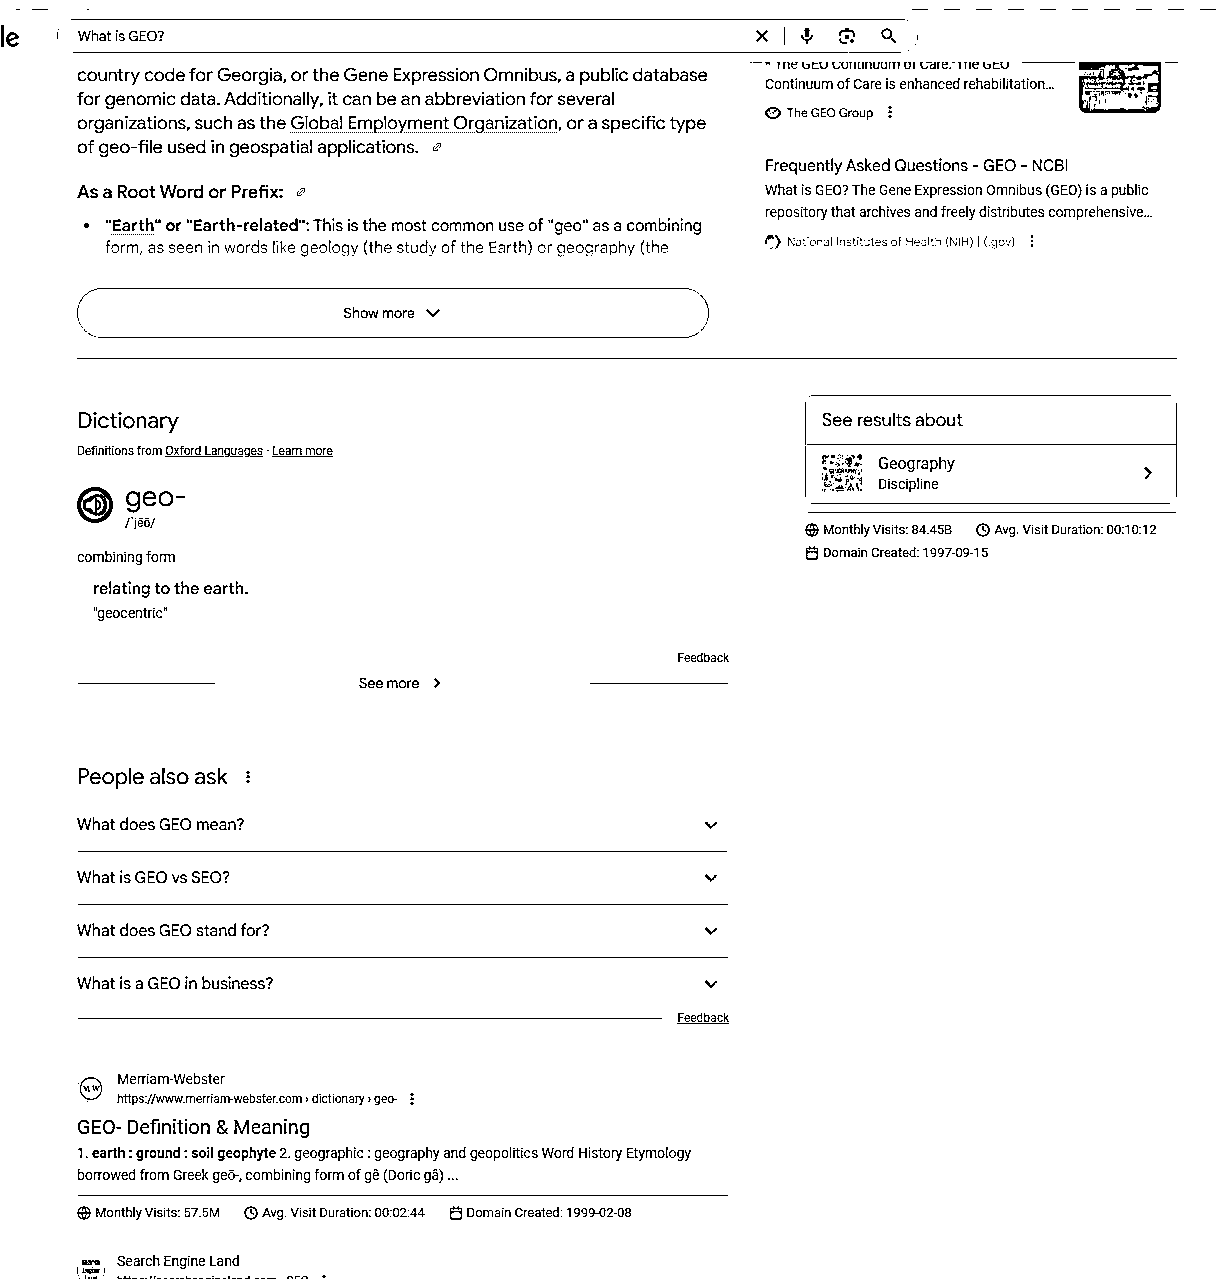 le
What is GEO?
country code for Georgia, or the Gene Expression Omnibus, a public database
for genomic data. Additionally, it can be an abbreviation for several
organizations, such as the Global Employment Organization, or a specific type
of geo-file used in geospatial applications.
As a Root Word or Prefix:
• "Earth" or "Earth-related": This is the most common use of "geo" as a combining
form, as seen in words like geology (the study of the Earth) or geography (the
Show more
" The GEO Continuum of Care. The GEO
Continuum of Care is enhanced rehabilitation...
The GEO Group
Frequently Asked Questions - GEO - NCBI
What is GEO? The Gene Expression Omnibus (GEO) is a public
repository that archives and freely distributes comprehensive...
National Institutes of Health (NIH) | (.gov)
Dictionary
Definitions from Oxford Languages · Learn more
geo-
/ˈjēō/
combining form
relating to the earth.
"geocentric"
Feedback
See more
See results about
Geography
Discipline
Monthly Visits: 84.45B Avg. Visit Duration: 00:10:12
Domain Created: 1997-09-15
People also ask
What does GEO mean?
What is GEO vs SEO?
What does GEO stand for?
What is a GEO in business?
Feedback
Merriam-Webster
https://www.merriam-webster.com › dictionary › geo-
GEO- Definition & Meaning
1. earth : ground : soil geophyte 2. geographic : geography and geopolitics Word History Etymology
borrowed from Greek geō-, combining form of gê (Doric gâ) ...
Monthly Visits: 57.5M Avg. Visit Duration: 00:02:44 Domain Created: 1999-02-08
Search Engine Land